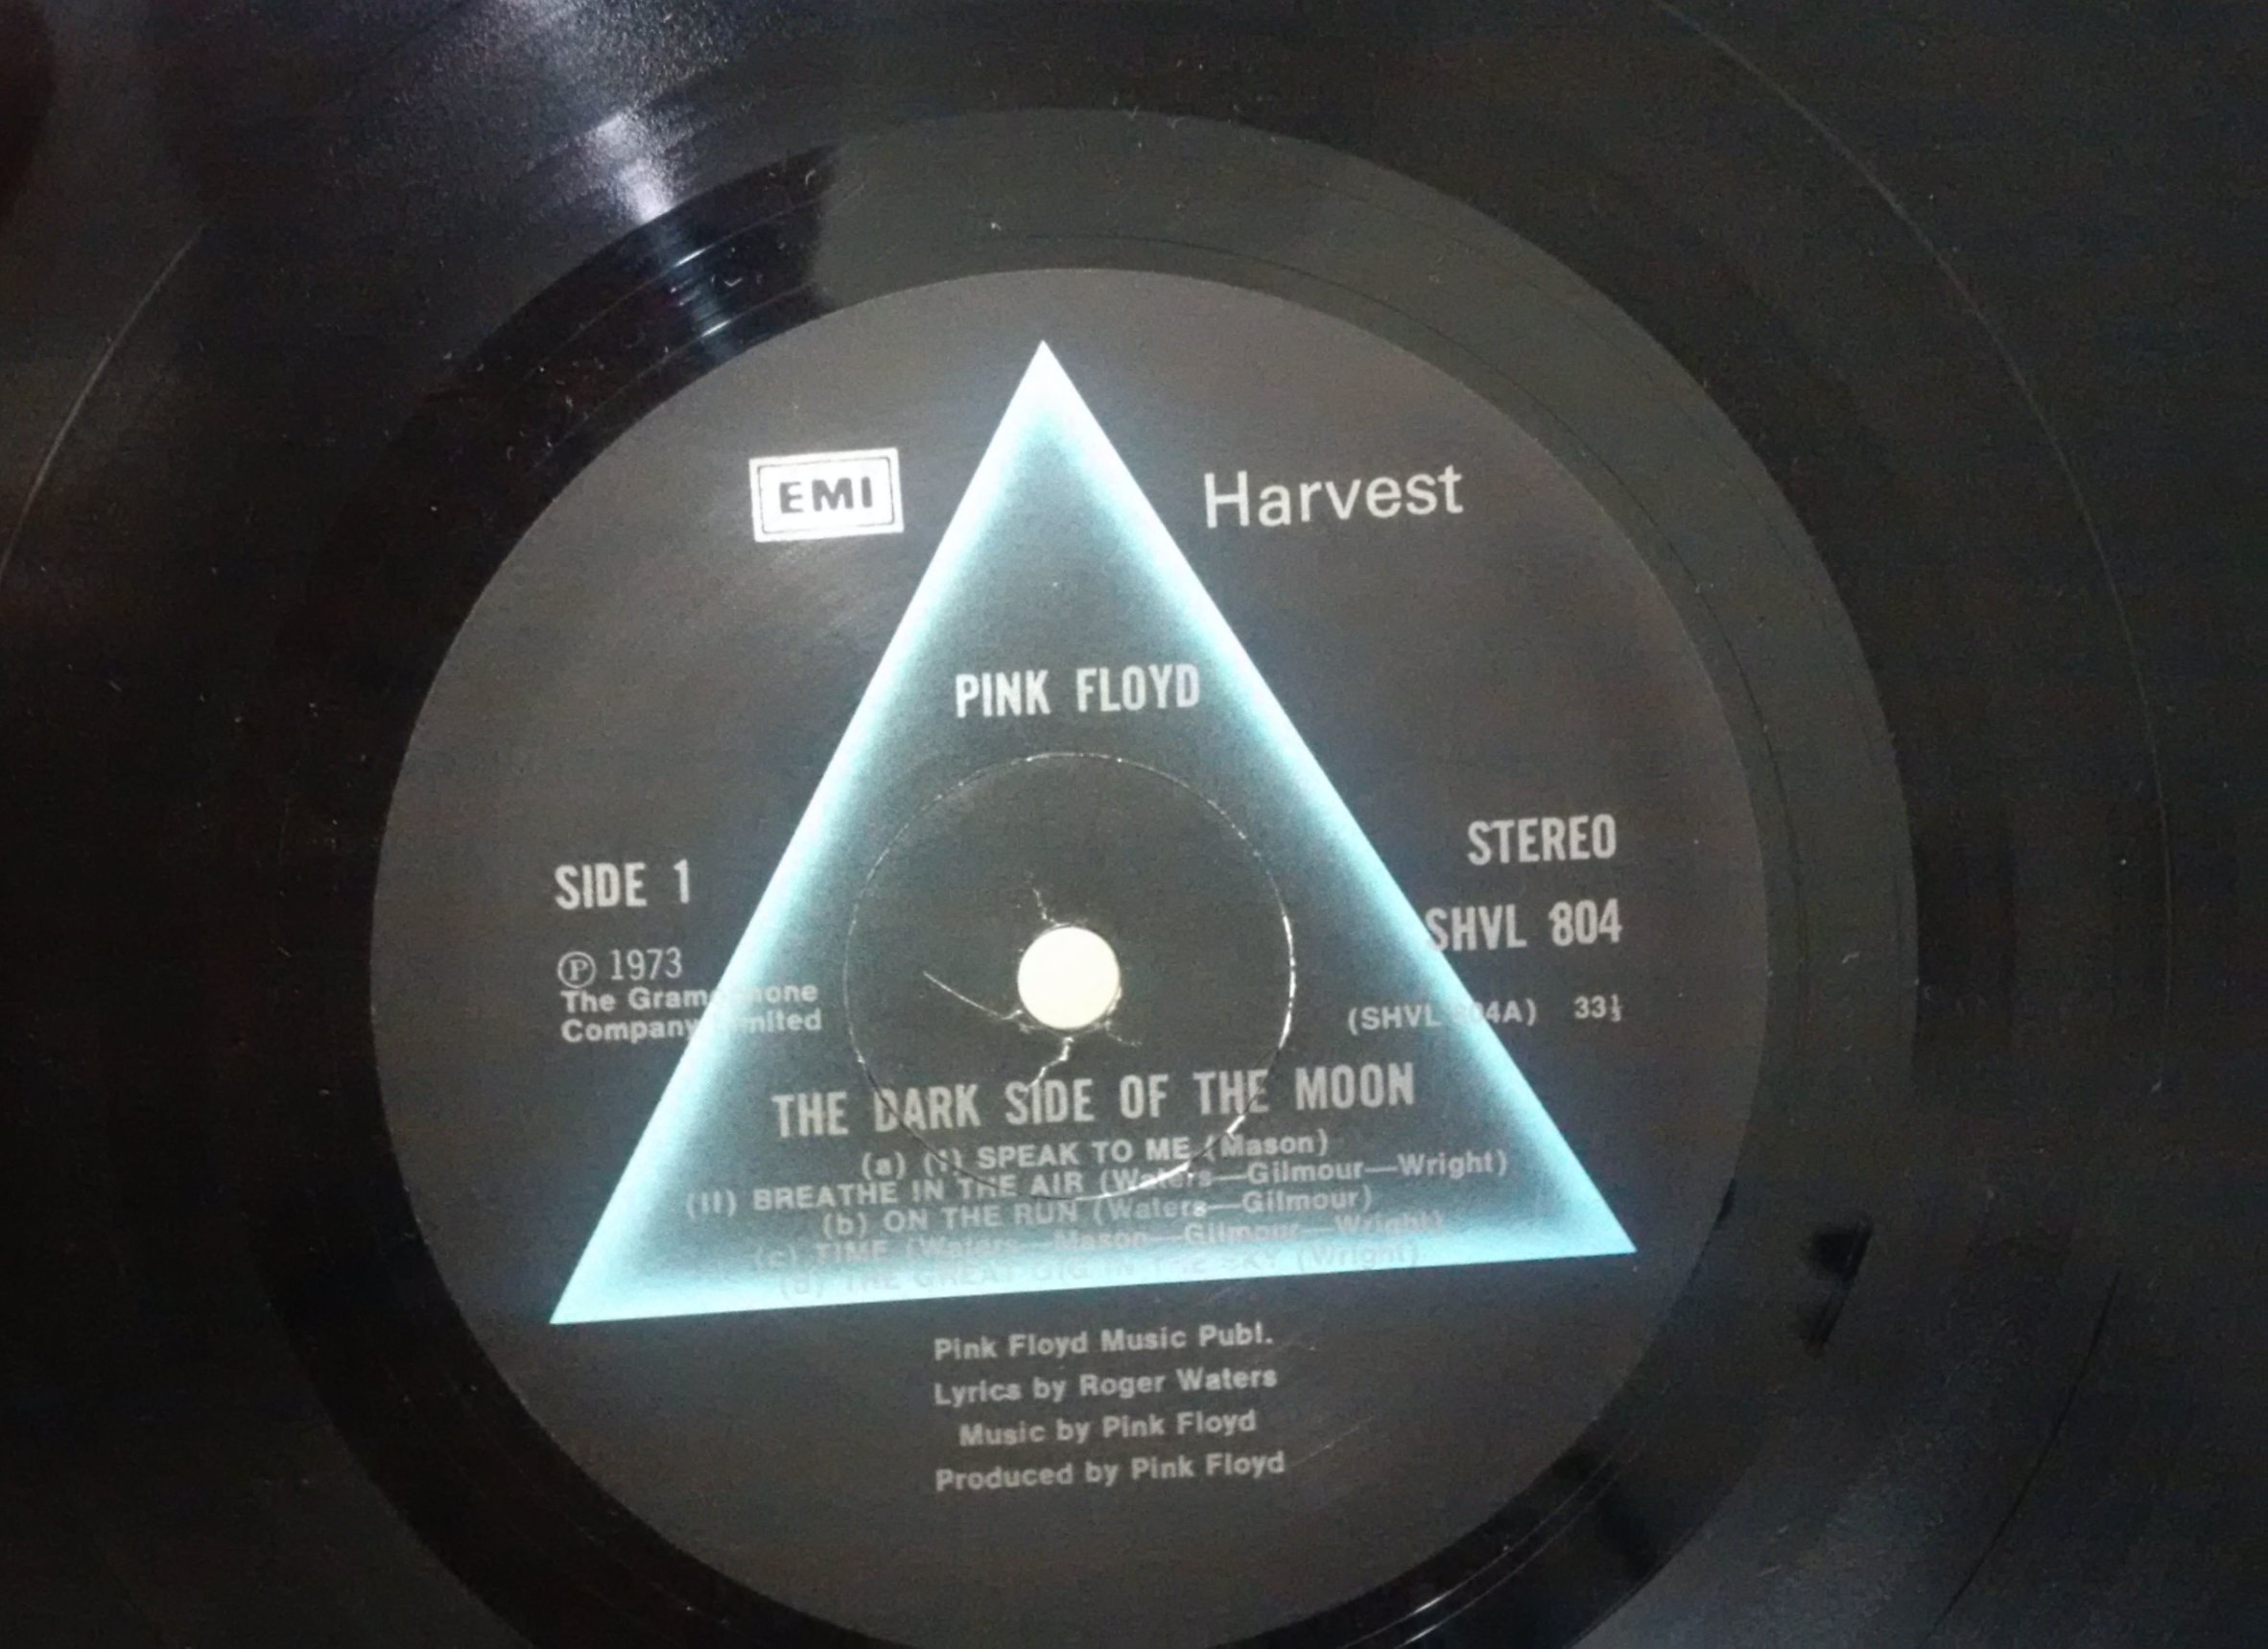 EMI
Harvest
PINK FLOYD
STEREO
SIDE 1
SHVL 804
Ⓟ 1973
The Gramophone
Company Limited
(SHVL 804A) 33⅓
THE DARK SIDE OF THE MOON
(a) (i) SPEAK TO ME (Mason)
(ii) BREATHE IN THE AIR (Waters—Gilmour—Wright)
(b) ON THE RUN (Waters—Gilmour)
(c) TIME (Waters—Mason—Gilmour—Wright)
(d) THE GREAT GIG IN THE SKY (Wright)
Pink Floyd Music Publ.
Lyrics by Roger Waters
Music by Pink Floyd
Produced by Pink Floyd